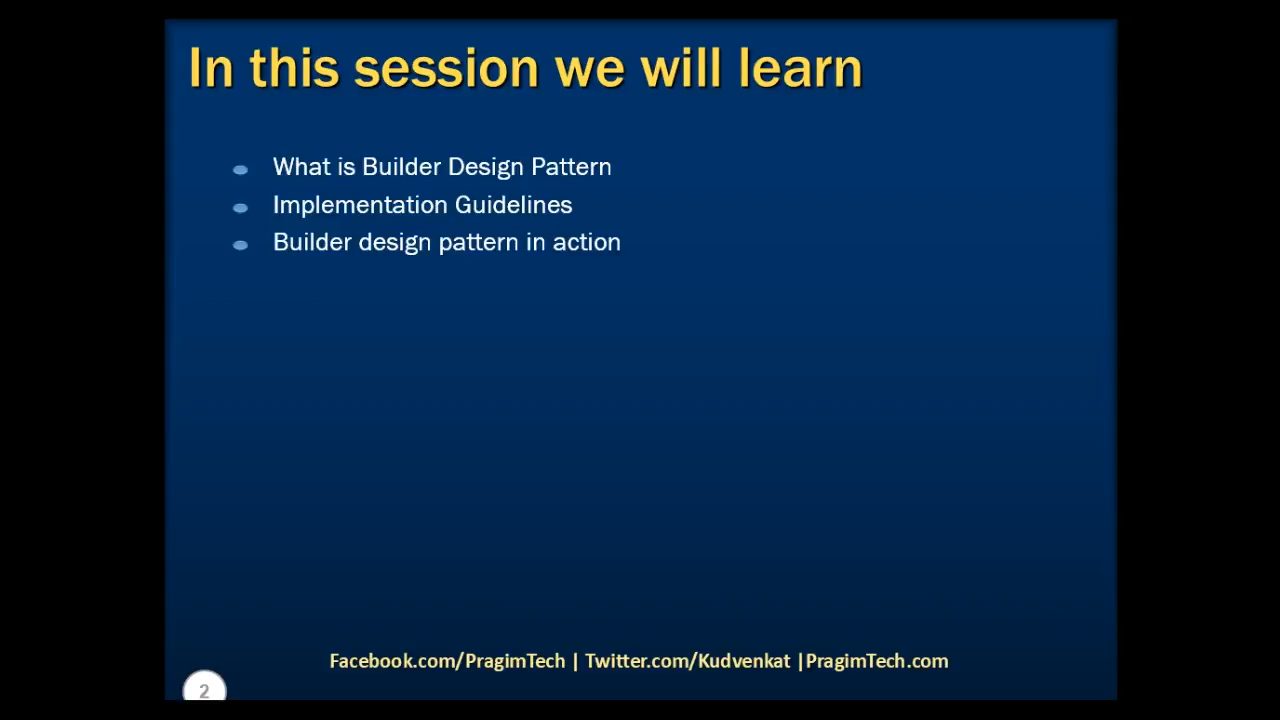 In this session we will learn
What is Builder Design Pattern
Implementation Guidelines
Builder design pattern in action
Facebook.com/PragimTech | Twitter.com/Kudvenkat |PragimTech.com
2